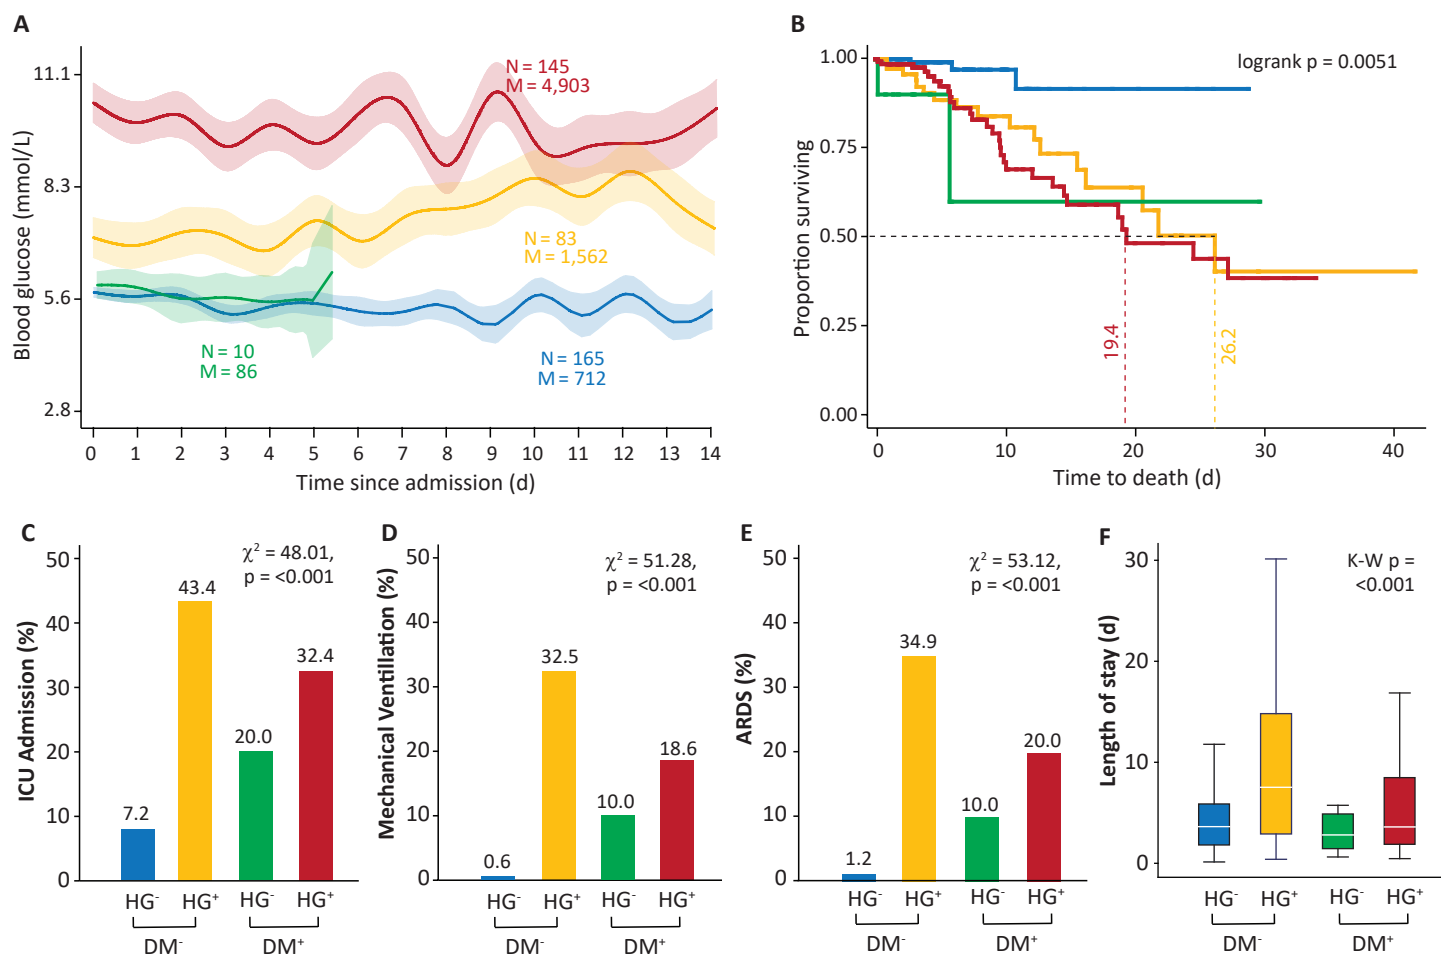 A
Blood glucose (mmol/L)
11.1
8.3
5.6
2.8
N = 145
M = 4,903
N = 83
M = 1,562
N = 10
M = 86
N = 165
M = 712
0 1 2 3 4 5 6 7 8 9 10 11 12 13 14
Time since admission (d)
B
Proportion surviving
1.00
0.75
0.50
0.25
0.00
logrank p = 0.0051
19.4
26.2
0 10 20 30 40
Time to death (d)
C
ICU Admission (%)
50
40
30
20
10
0
χ² = 48.01,
p = <0.001
7.2
43.4
20.0
32.4
HG⁻ HG⁺ HG⁻ HG⁺
DM⁻ DM⁺
D
Mechanical Ventillation (%)
50
40
30
20
10
0
χ² = 51.28,
p = <0.001
0.6
32.5
10.0
18.6
HG⁻ HG⁺ HG⁻ HG⁺
DM⁻ DM⁺
E
ARDS (%)
50
40
30
20
10
0
χ² = 53.12,
p = <0.001
1.2
34.9
10.0
20.0
HG⁻ HG⁺ HG⁻ HG⁺
DM⁻ DM⁺
F
Length of stay (d)
30
20
10
0
K-W p =
<0.001
HG⁻ HG⁺ HG⁻ HG⁺
DM⁻ DM⁺